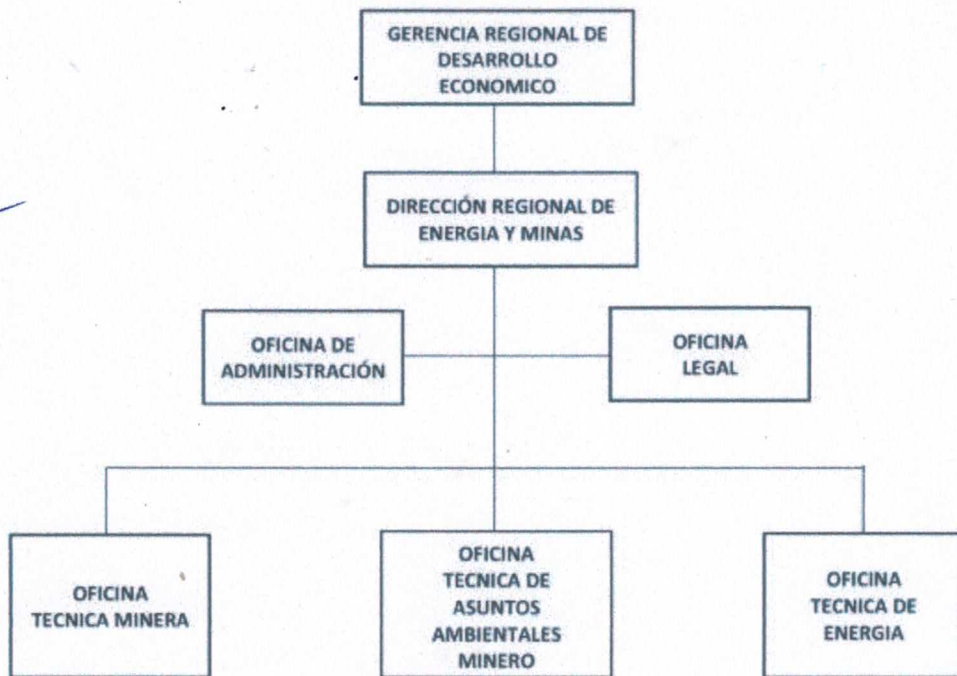 GERENCIA REGIONAL DE
DESARROLLO
ECONOMICO
DIRECCIÓN REGIONAL DE
ENERGIA Y MINAS
OFICINA DE
ADMINISTRACIÓN
OFICINA
LEGAL
OFICINA
TECNICA MINERA
OFICINA
TECNICA DE
ASUNTOS
AMBIENTALES
MINERO
OFICINA
TECNICA DE
ENERGIA